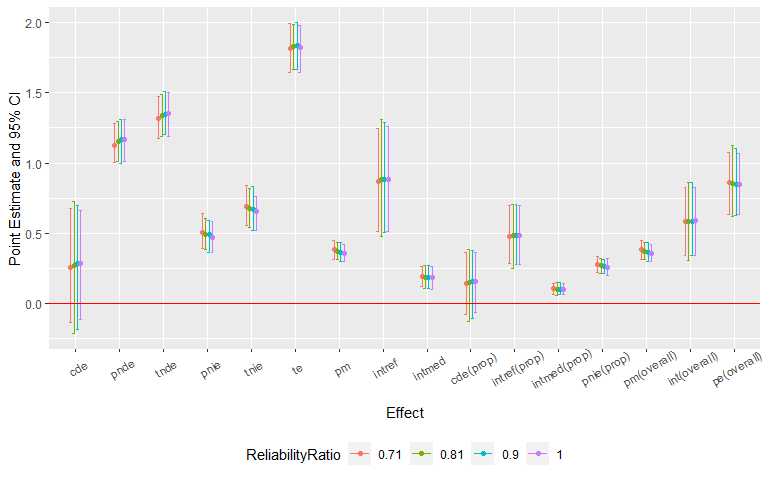 Point Estimate and 95% CI
2.0
1.5
1.0
0.5
0.0
cde
pnde
tnde
pnie
tnie
te
pm
intref
intmed
cde(prop)
intref(prop)
intmed(prop)
pnie(prop)
pm(overall)
int(overall)
pe(overall)
Effect
ReliabilityRatio 0.71 0.81 0.9 1